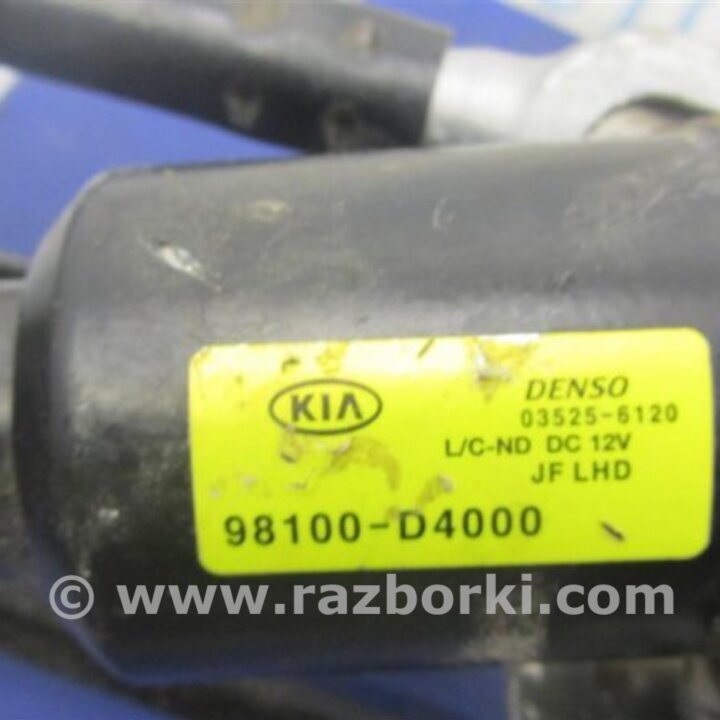 KIA
DENSO
03525-6120
L/C-ND DC 12V
JF LHD
98100-D4000
© www.razborki.com